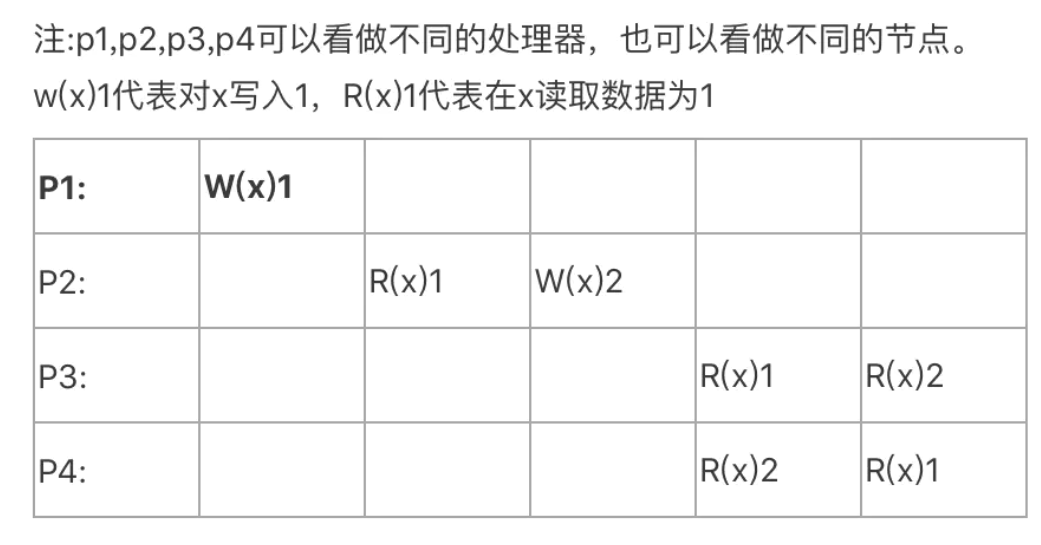 注:p1,p2,p3,p4可以看做不同的处理器，也可以看做不同的节点。
w(x)1代表对x写入1，R(x)1代表在x读取数据为1
P1: W(x)1
P2: R(x)1 W(x)2
P3: R(x)1 R(x)2
P4: R(x)2 R(x)1